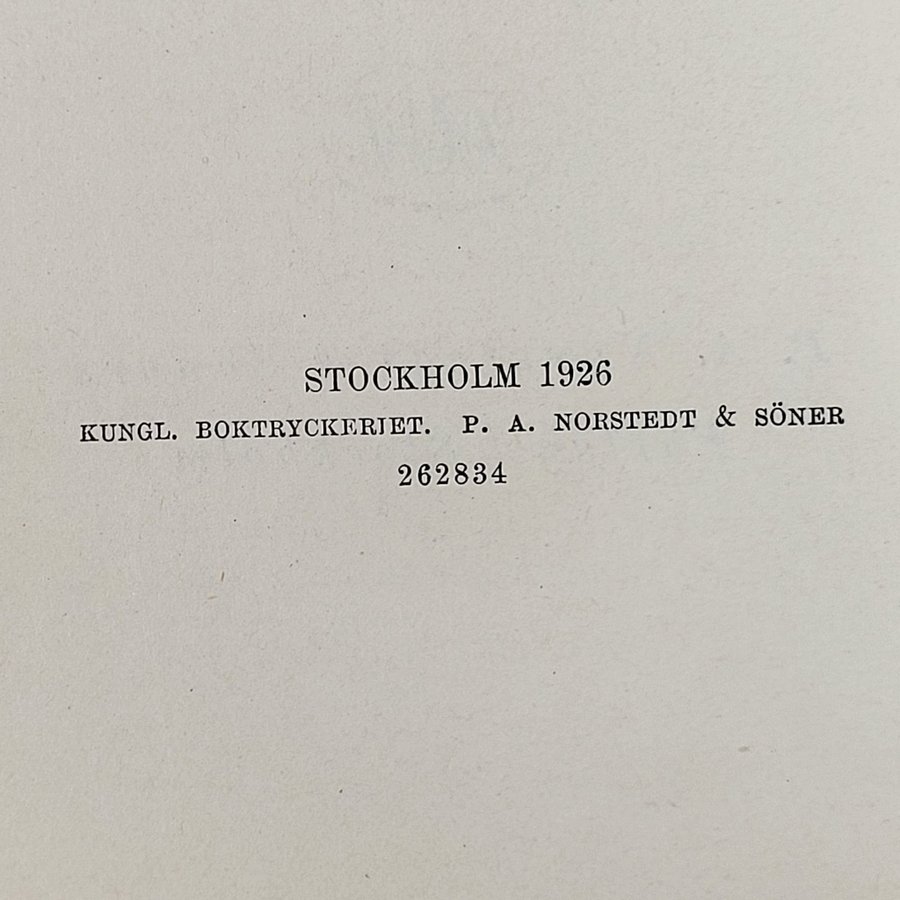 STOCKHOLM 1926
KUNGL. BOKTRYCKERIET. P. A. NORSTEDT & SÖNER
262834